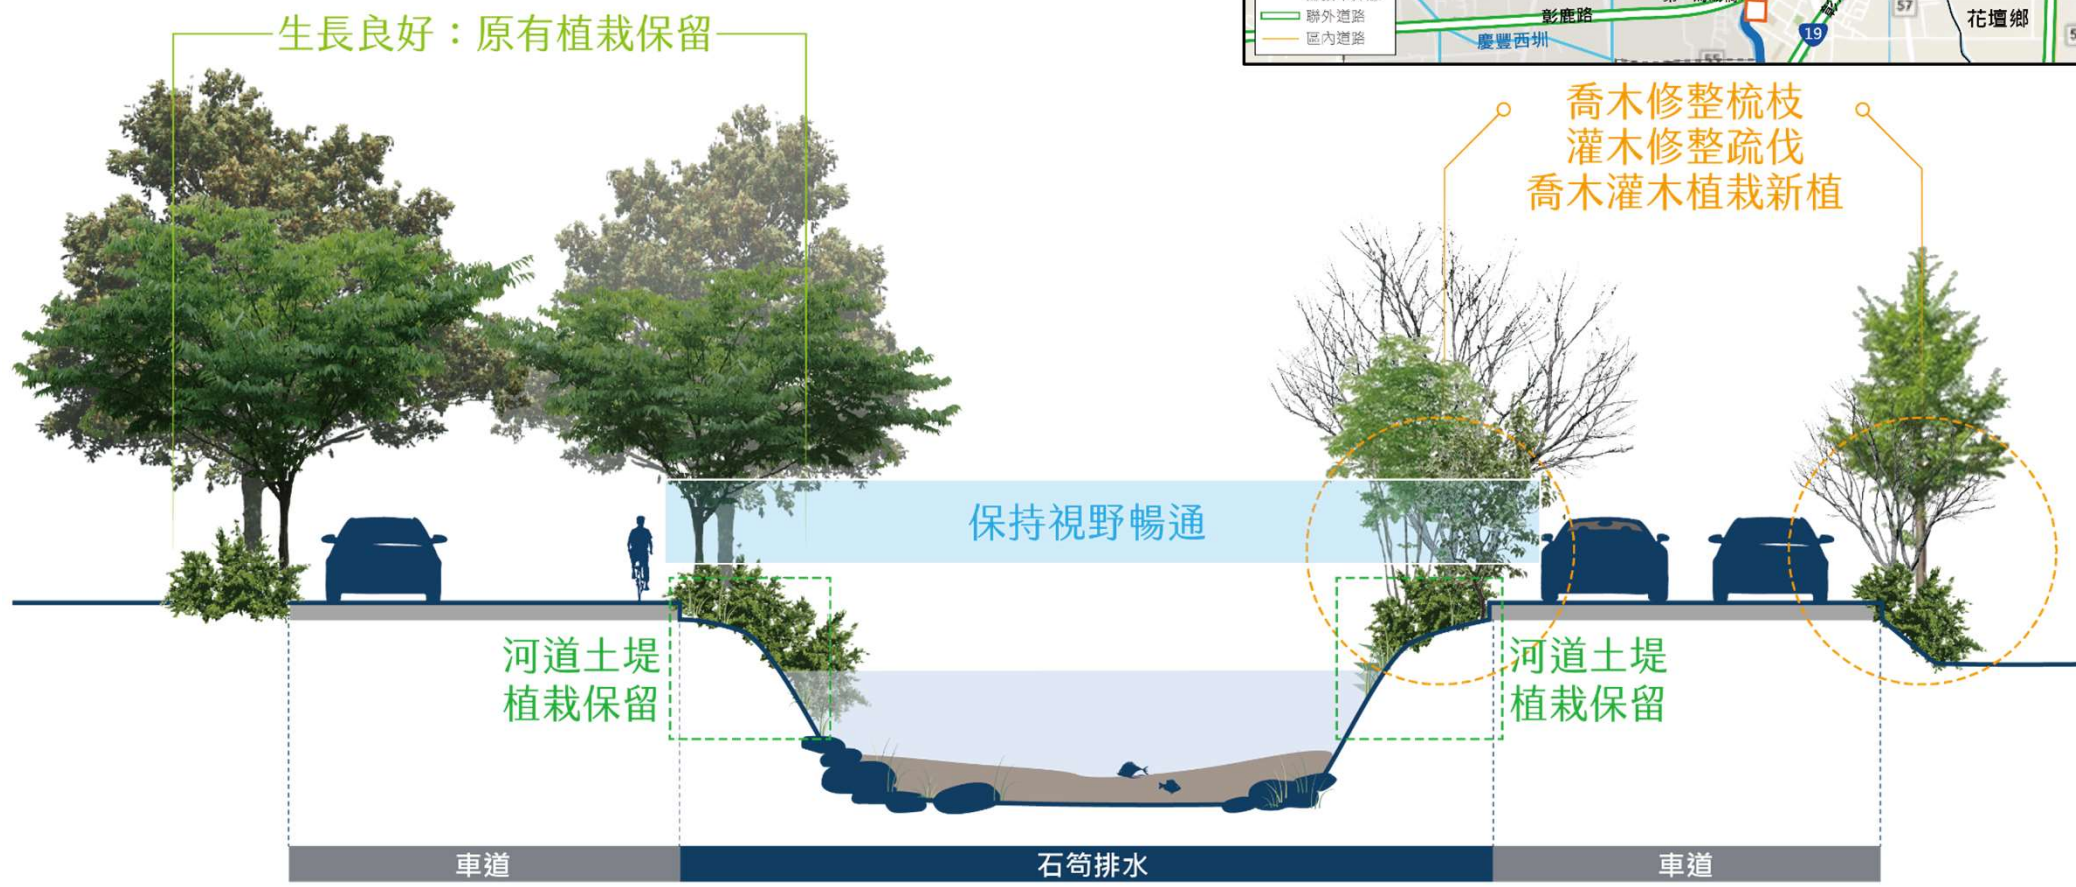 生長良好：原有植栽保留
聯外道路
區內道路
彰鹿路
慶豐西圳
19
57
花壇鄉
喬木修整梳枝
灌木修整疏伐
喬木灌木植栽新植
保持視野暢通
河道土堤
植栽保留
河道土堤
植栽保留
車道
石笱排水
車道